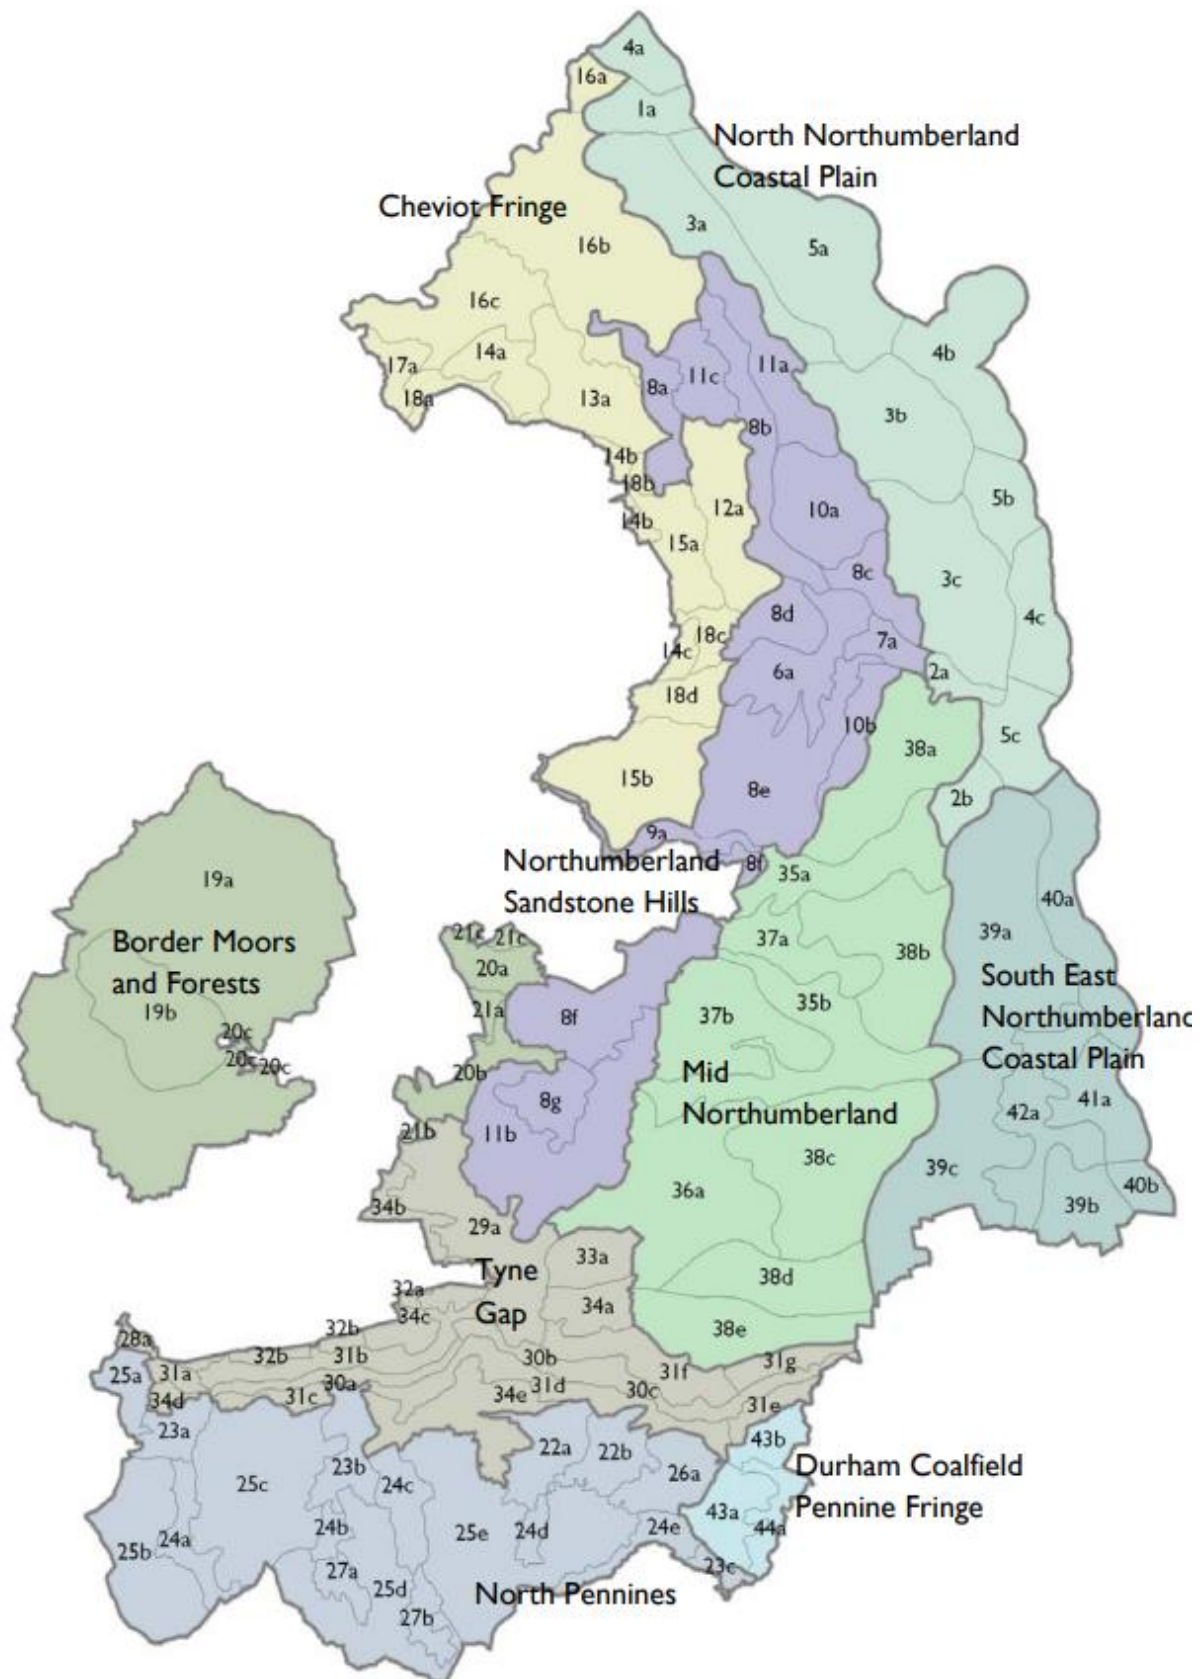 4a
16a
1a
North Northumberland
Coastal Plain
Cheviot Fringe
3a
16b
5a
16c
4b
14a
11c
11a
17a
8a
18a
13a
3b
8b
14b
18b
5b
12a
10a
14b
15a
8c
3c
8d
4c
18c
7a
14c
6a
2a
18d
10b
5c
38a
15b
8e
2b
9a
Northumberland
Sandstone Hills
8f
35a
19a
40a
21c
21c
37a
39a
Border Moors
and Forests
38b
20a
South East
Northumberland
Coastal Plain
19b
21a
8f
37b
35b
20c
20c
20c
20b
Mid
Northumberland
8g
41a
42a
21b
11b
38c
39c
36a
40b
34b
39b
29a
33a
Tyne
Gap
38d
32a
34a
34c
38e
28a
32b
32b
31b
30b
31f
31g
25a
31a
30a
31d
30c
34d
31c
34e
31e
23a
22a
22b
43b
23b
26a
Durham Coalfield
Pennine Fringe
25c
24c
43a
24b
25e
24d
24e
44a
25b
24a
27a
23c
25d
North Pennines
27b